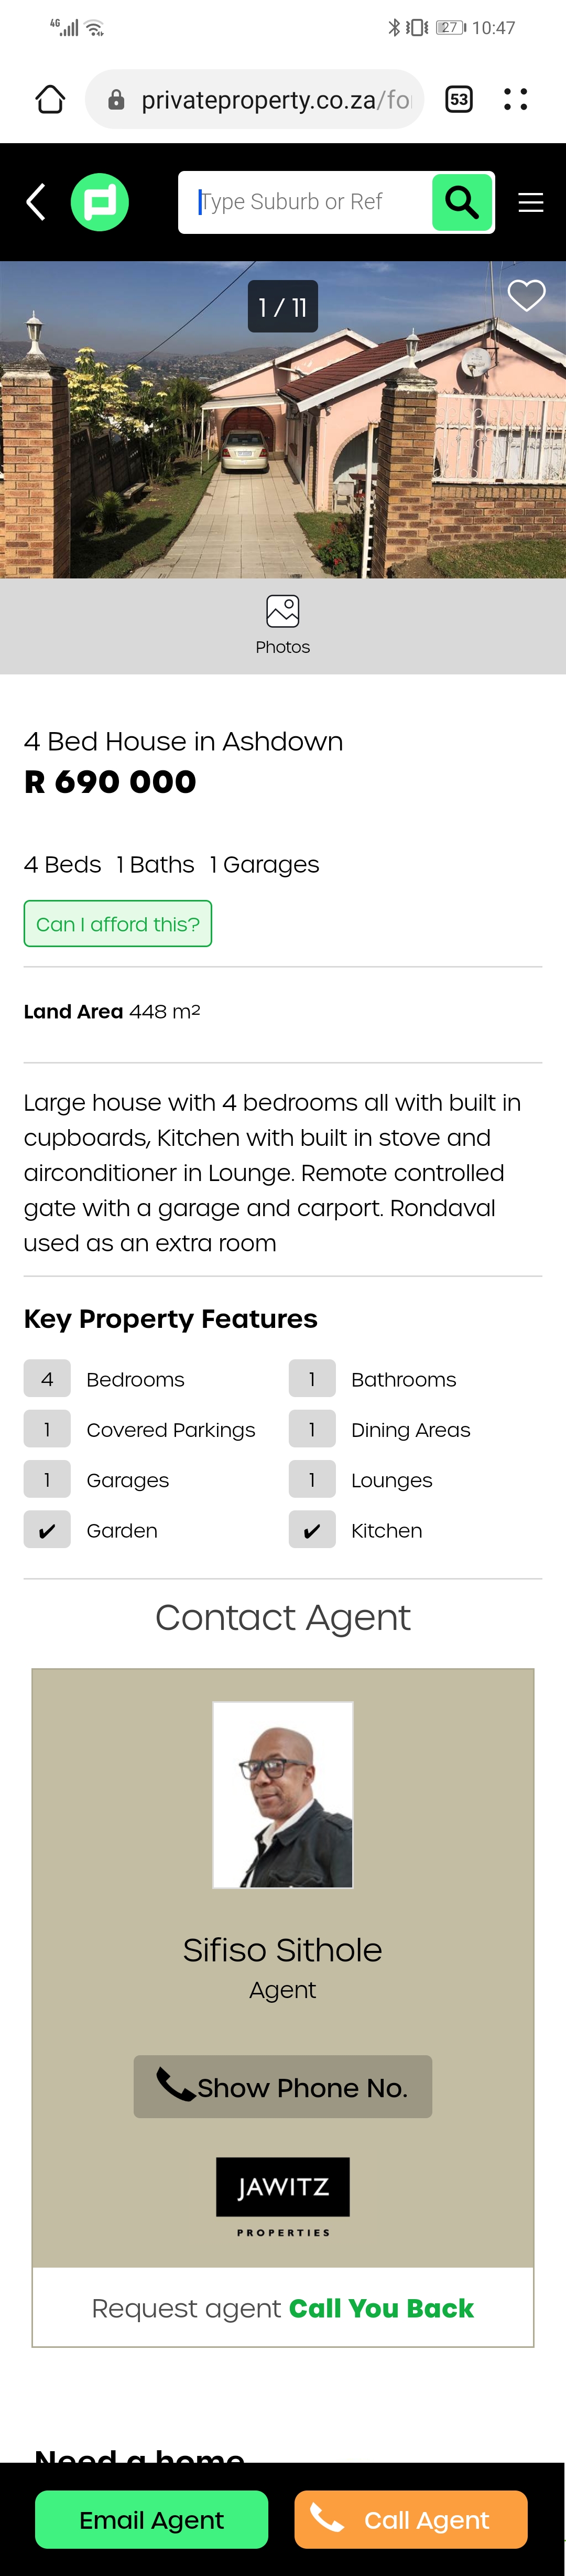 4G 27 10:47
privateproperty.co.za/fo
53
Type Suburb or Ref
1 / 11
Photos
4 Bed House in Ashdown
R 690 000
4 Beds 1 Baths 1 Garages
Can I afford this?
Land Area 448 m²
Large house with 4 bedrooms all with built in
cupboards, Kitchen with built in stove and
airconditioner in Lounge. Remote controlled
gate with a garage and carport. Rondaval
used as an extra room
Key Property Features
4 Bedrooms 1 Bathrooms
1 Covered Parkings 1 Dining Areas
1 Garages 1 Lounges
✔ Garden ✔ Kitchen
Contact Agent
Sifiso Sithole
Agent
Show Phone No.
JAWITZ
PROPERTIES
Request agent Call You Back
Need a home
Email Agent Call Agent